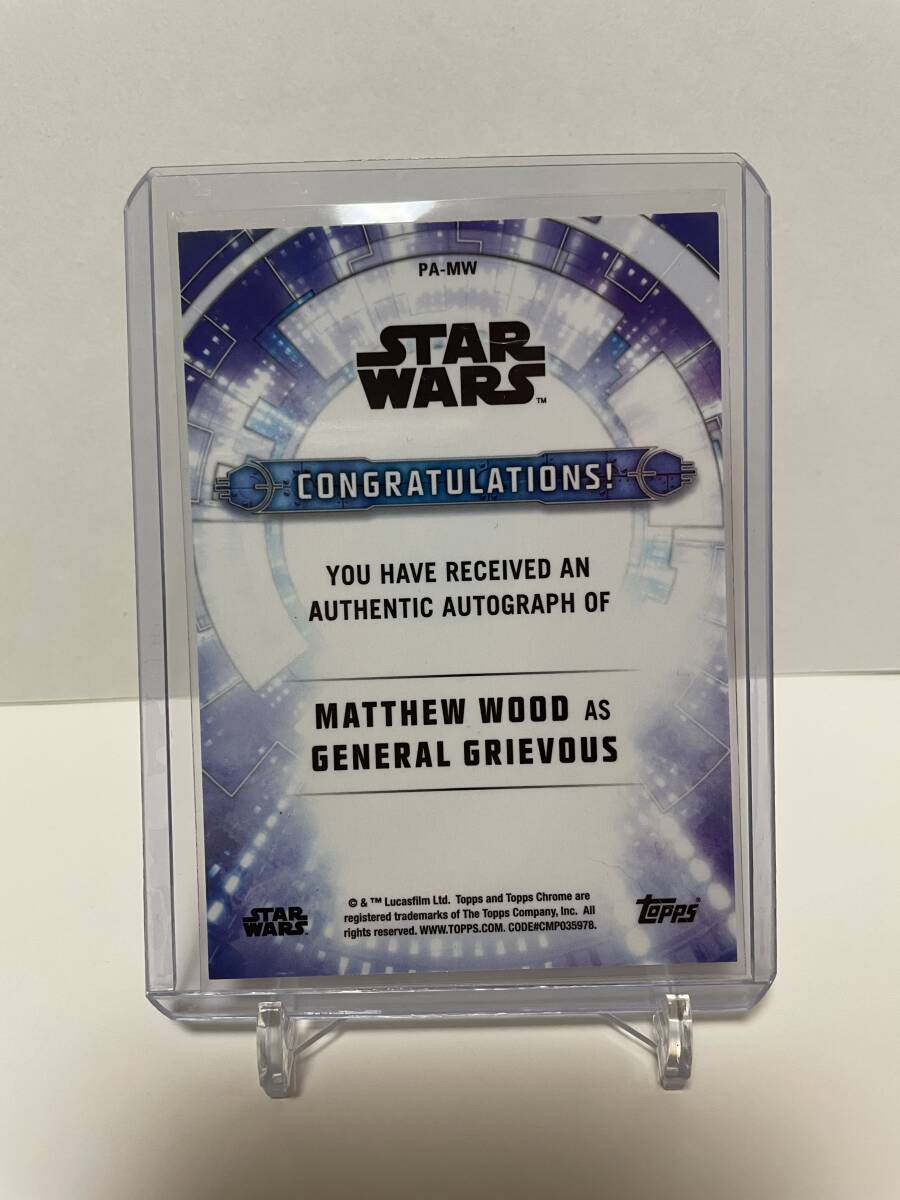 PA-MW
STAR
WARS™
CONGRATULATIONS!
YOU HAVE RECEIVED AN
AUTHENTIC AUTOGRAPH OF
MATTHEW WOOD AS
GENERAL GRIEVOUS
© & ™ Lucasfilm Ltd. Topps and Topps Chrome are
registered trademarks of The Topps Company, Inc. All
rights reserved. WWW.TOPPS.COM. CODE#CMP035978.
STAR
WARS
Topps®